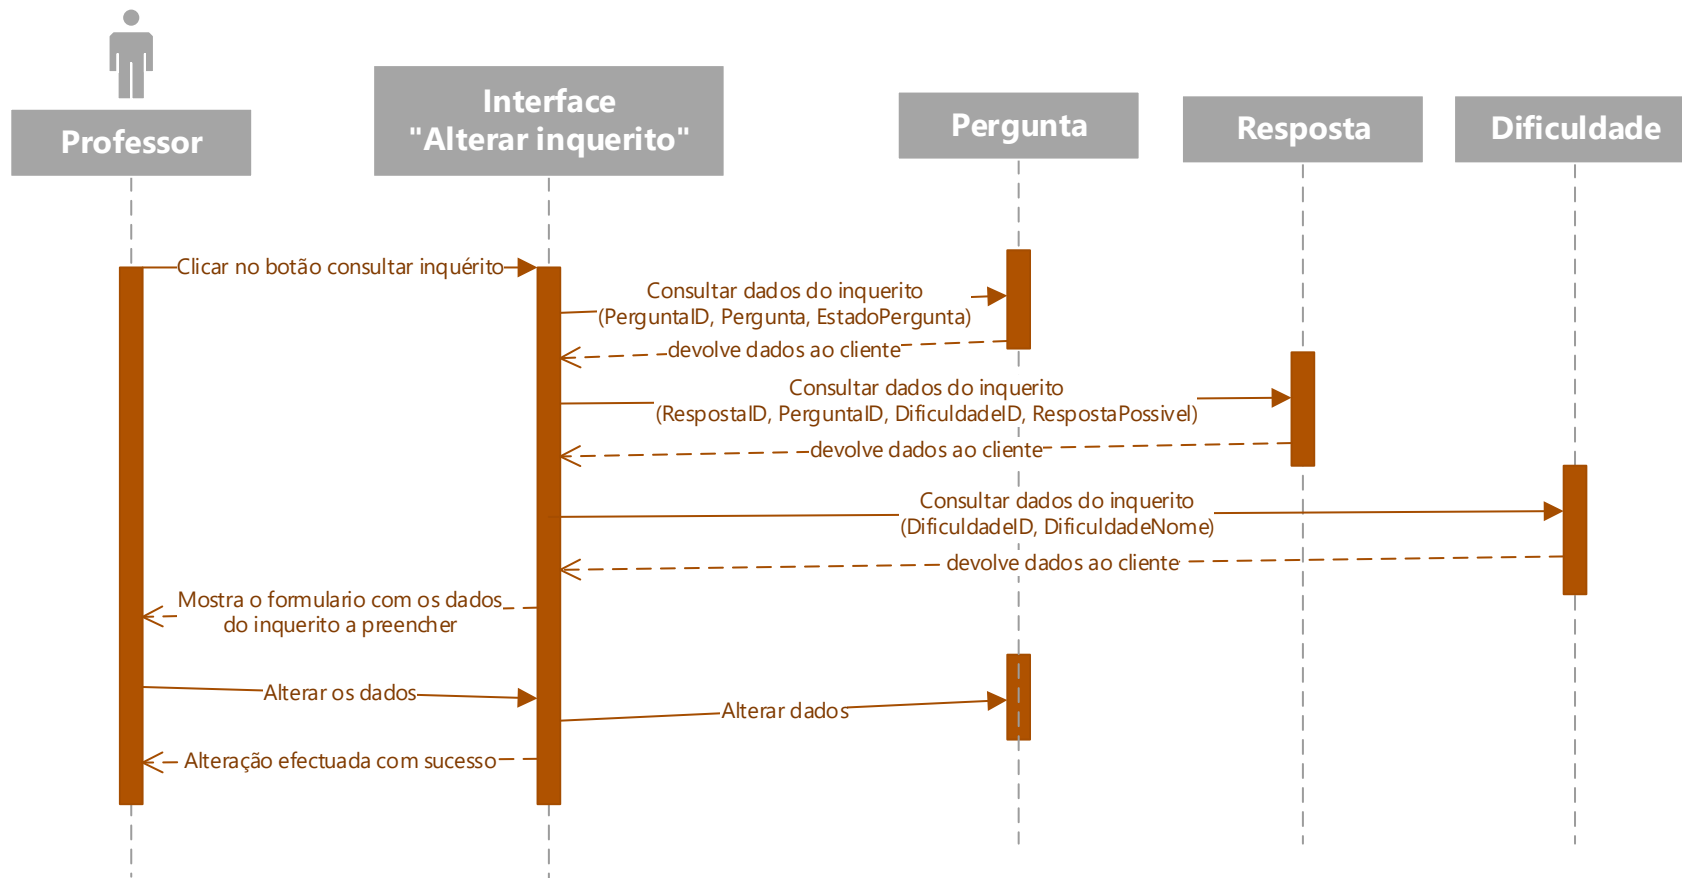 Professor
Interface
"Alterar inquerito"
Pergunta
Resposta
Dificuldade
Clicar no botão consultar inquérito
Consultar dados do inquerito
(PerguntaID, Pergunta, EstadoPergunta)
devolve dados ao cliente
Consultar dados do inquerito
(RespostaID, PerguntaID, DificuldadeID, RespostaPossivel)
devolve dados ao cliente
Consultar dados do inquerito
(DificuldadeID, DificuldadeNome)
devolve dados ao cliente
Mostra o formulario com os dados
do inquerito a preencher
Alterar os dados
Alterar dados
Alteração efectuada com sucesso